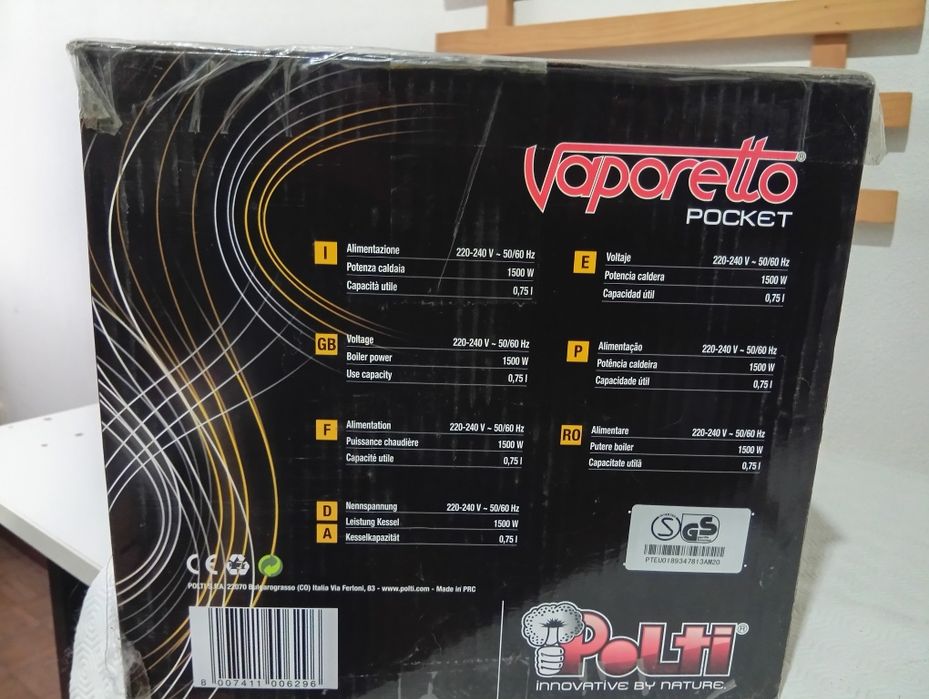 Vaporetto®
POCKET
I
Alimentazione 220-240 V ~ 50/60 Hz
Potenza caldaia 1500 W
Capacità utile 0,75 l
GB
Voltage 220-240 V ~ 50/60 Hz
Boiler power 1500 W
Use capacity 0,75 l
F
Alimentation 220-240 V ~ 50/60 Hz
Puissance chaudière 1500 W
Capacité utile 0,75 l
D
A
Nennspannung 220-240 V ~ 50/60 Hz
Leistung Kessel 1500 W
Kesselkapazität 0,75 l
E
Voltaje 220-240 V ~ 50/60 Hz
Potencia caldera 1500 W
Capacidad útil 0,75 l
P
Alimentação 220-240 V ~ 50/60 Hz
Potência caldeira 1500 W
Capacidade útil 0,75 l
RO
Alimentare 220-240 V ~ 50/60 Hz
Putere boiler 1500 W
Capacitate utilă 0,75 l
S GS
PTEU0189347813AM20
CE
POLTI S.P.A. 22070 Bulgarograsso (CO) Italia Via Ferloni, 83 - www.polti.com - Made in PRC
8 007411 006296
Polti®
INNOVATIVE BY NATURE.